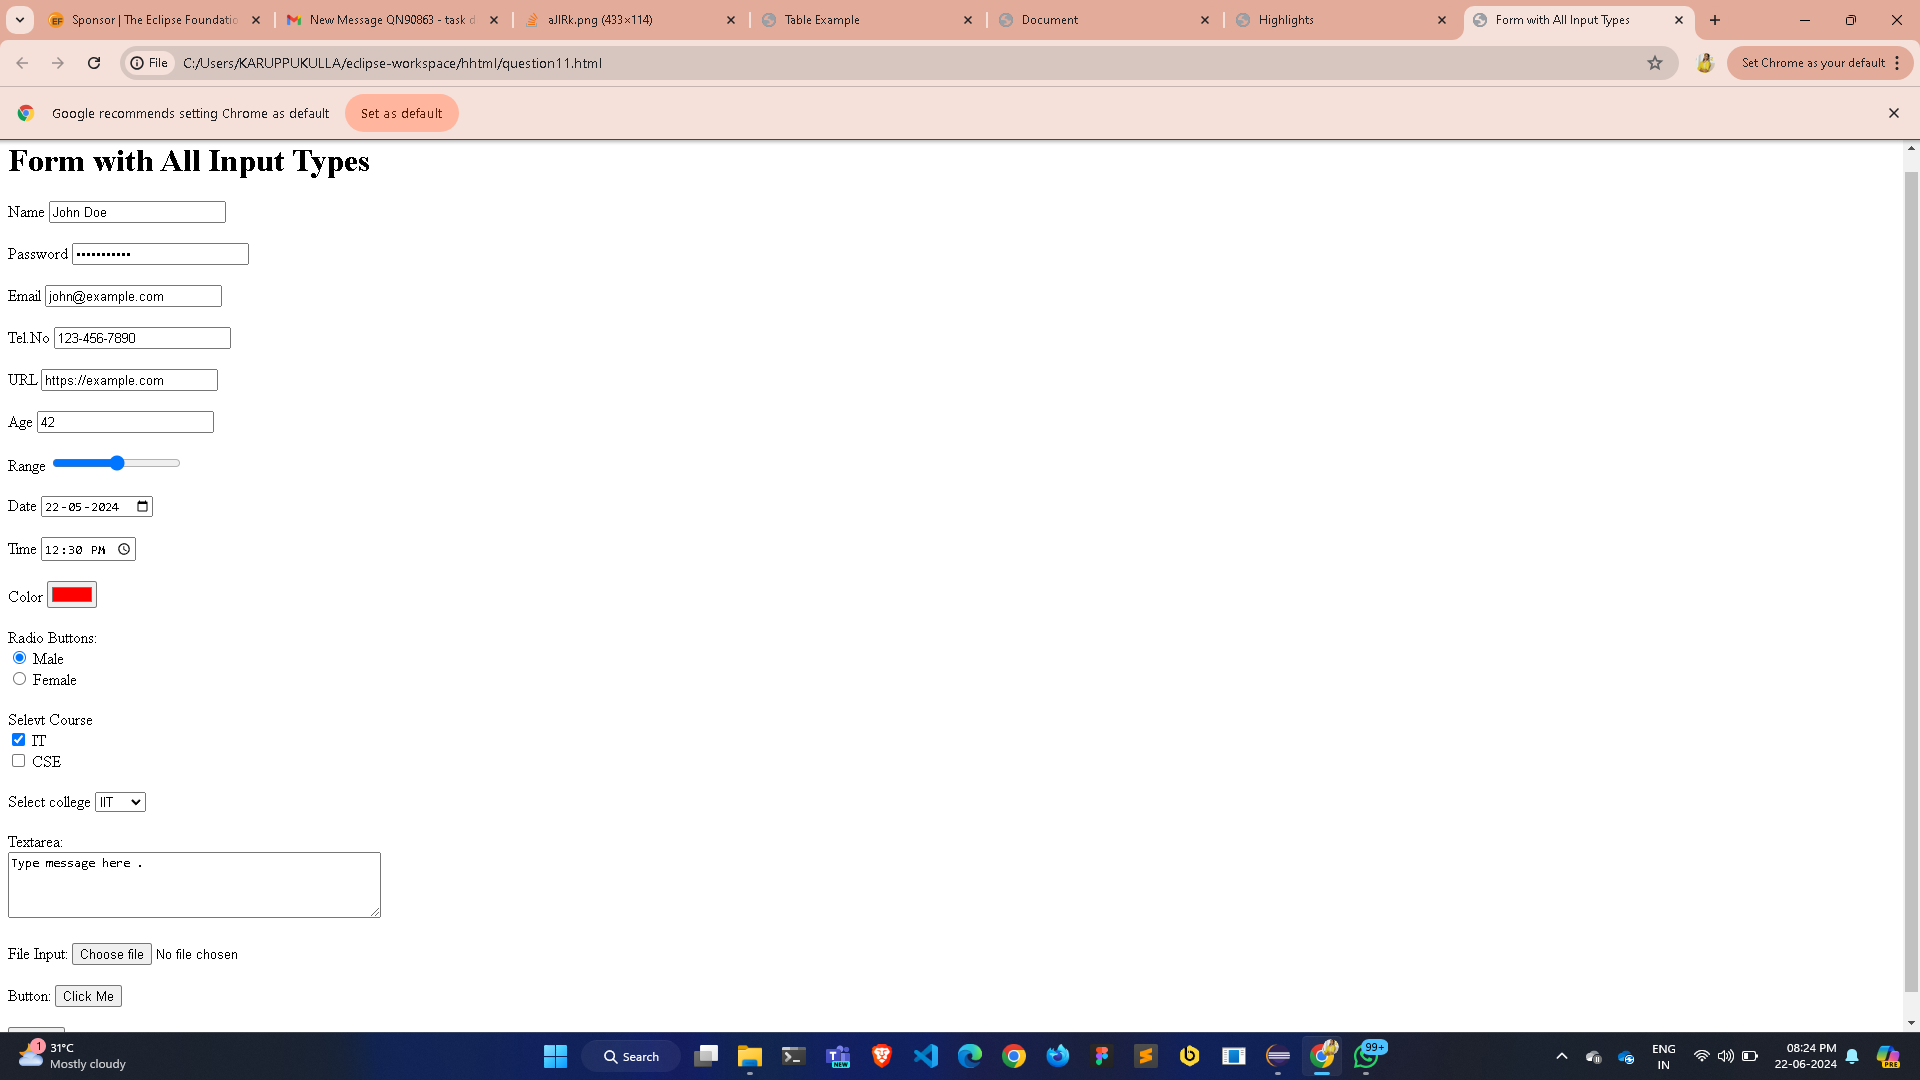 Sponsor | The Eclipse Foundatio
New Message QN90863 - task d
aJIRk.png (433×114)
Table Example
Document
Highlights
Form with All Input Types
File
C:/Users/KARUPPUKULLA/eclipse-workspace/hhtml/question11.html
Set Chrome as your default
Google recommends setting Chrome as default
Set as default
Form with All Input Types
Name John Doe
Password •••••••••••
Email john@example.com
Tel.No 123-456-7890
URL https://example.com
Age 42
Range
Date 22-05-2024
Time 12:30 PM
Color
Radio Buttons:
Male
Female
Selevt Course
IT
CSE
Select college IIT
Textarea:
Type message here .
File Input: Choose file No file chosen
Button: Click Me
1
31°C
Mostly cloudy
Search
NEW
99+
ENG
IN
08:24 PM
22-06-2024
PRE